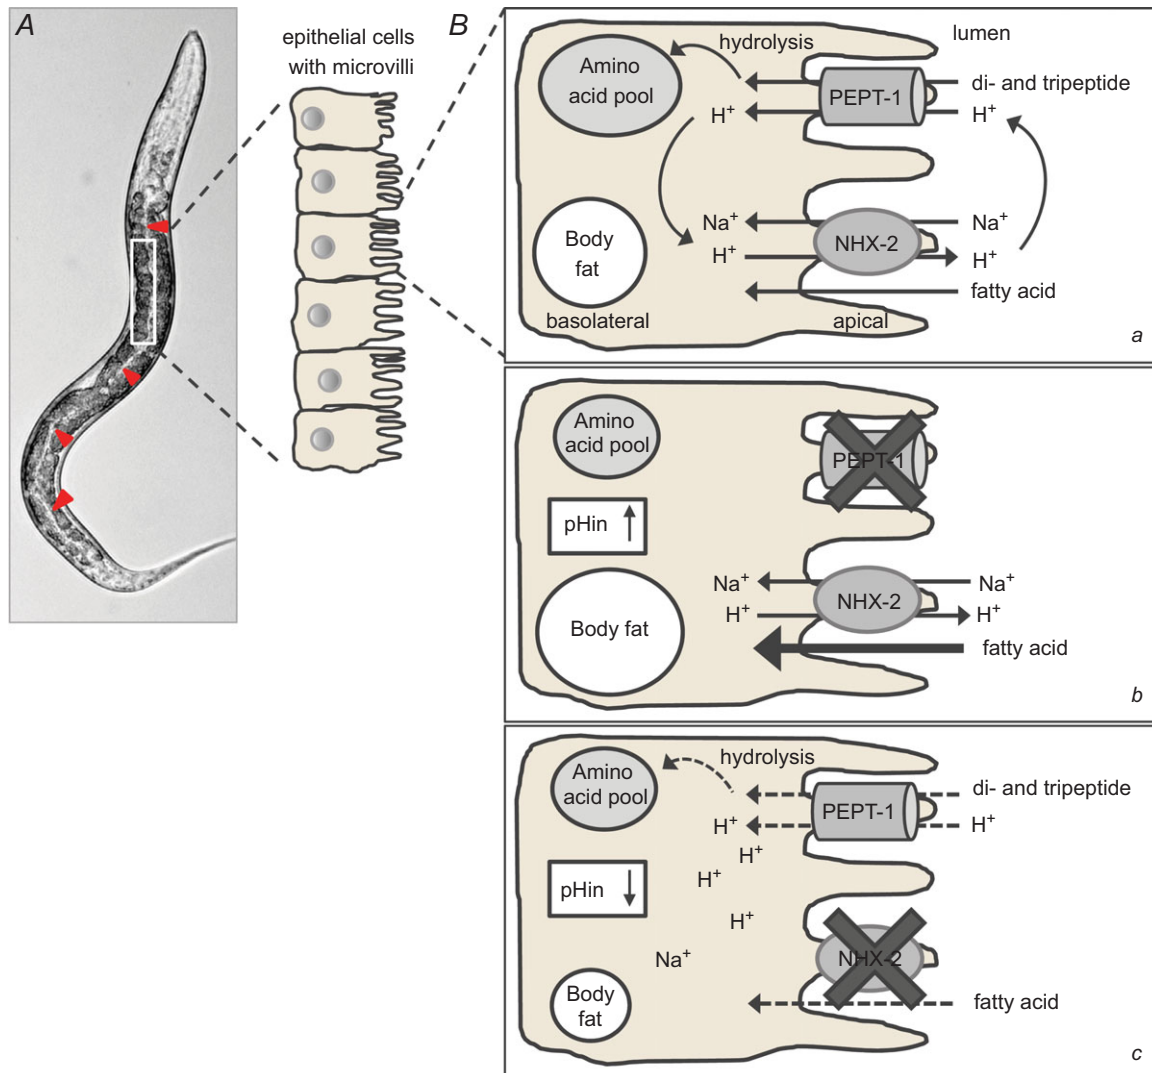 A
epithelial cells
with microvilli
B
hydrolysis
lumen
Amino
acid pool
PEPT-1
di- and tripeptide
H+
H+
Na+
Na+
Body
fat
NHX-2
H+
H+
fatty acid
basolateral
apical
a
Amino
acid pool
PEPT-1
pHin
Na+
Na+
NHX-2
H+
H+
Body fat
fatty acid
b
hydrolysis
Amino
acid pool
di- and tripeptide
PEPT-1
H+
H+
H+
H+
pHin
H+
Na+
NHX-2
Body
fat
fatty acid
c